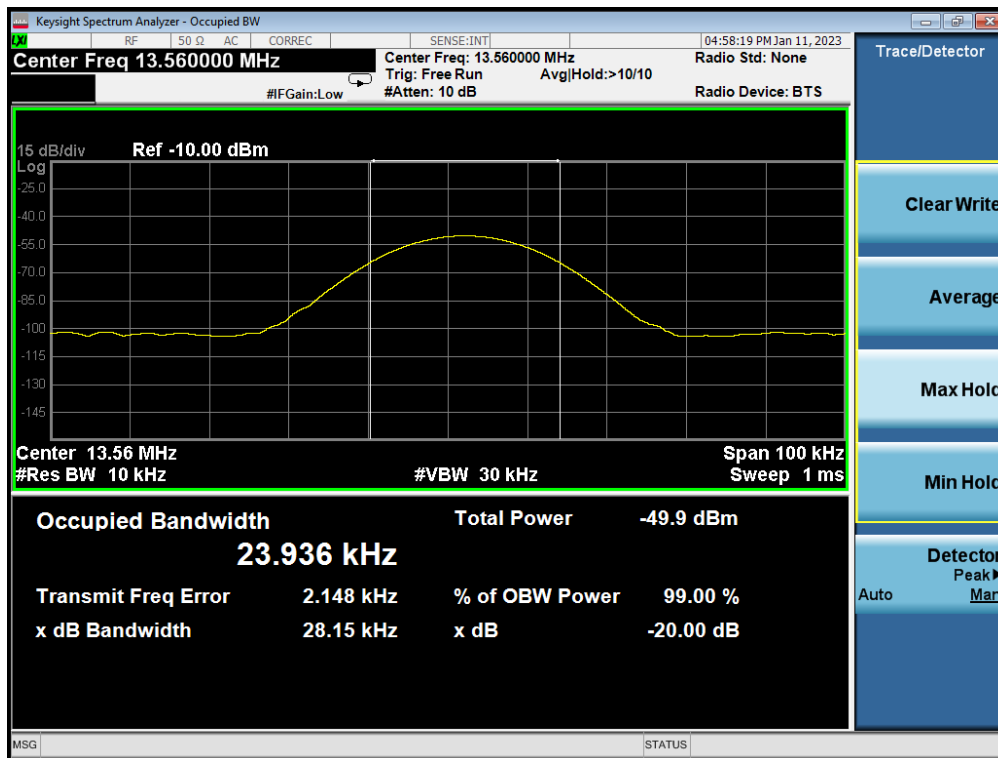 Keysight Spectrum Analyzer - Occupied BW
LXI RF 50 Ω AC CORREC SENSE:INT 04:58:19 PM Jan 11, 2023
Center Freq 13.560000 MHz
Center Freq: 13.560000 MHz Radio Std: None
Trig: Free Run Avg|Hold:>10/10
#IFGain:Low #Atten: 10 dB Radio Device: BTS
15 dB/div Ref -10.00 dBm
Log
-25.0
-40.0
-55.0
-70.0
-85.0
-100
-115
-130
-145
Center 13.56 MHz Span 100 kHz
#Res BW 10 kHz #VBW 30 kHz Sweep 1 ms
Occupied Bandwidth Total Power -49.9 dBm
23.936 kHz
Transmit Freq Error 2.148 kHz % of OBW Power 99.00 %
x dB Bandwidth 28.15 kHz x dB -20.00 dB
MSG STATUS
Trace/Detector
Clear Write
Average
Max Hold
Min Hold
Detector
Peak▶
Auto Man